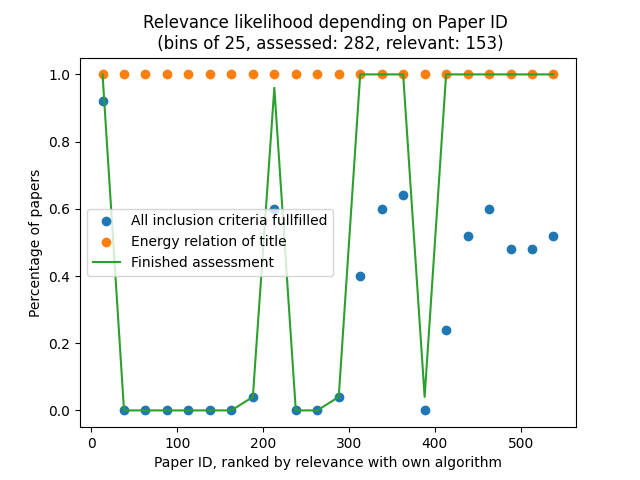 Relevance likelihood depending on Paper ID
(bins of 25, assessed: 282, relevant: 153)
Percentage of papers
1.0
0.8
0.6
0.4
0.2
0.0
All inclusion criteria fullfilled
Energy relation of title
Finished assessment
0 100 200 300 400 500
Paper ID, ranked by relevance with own algorithm